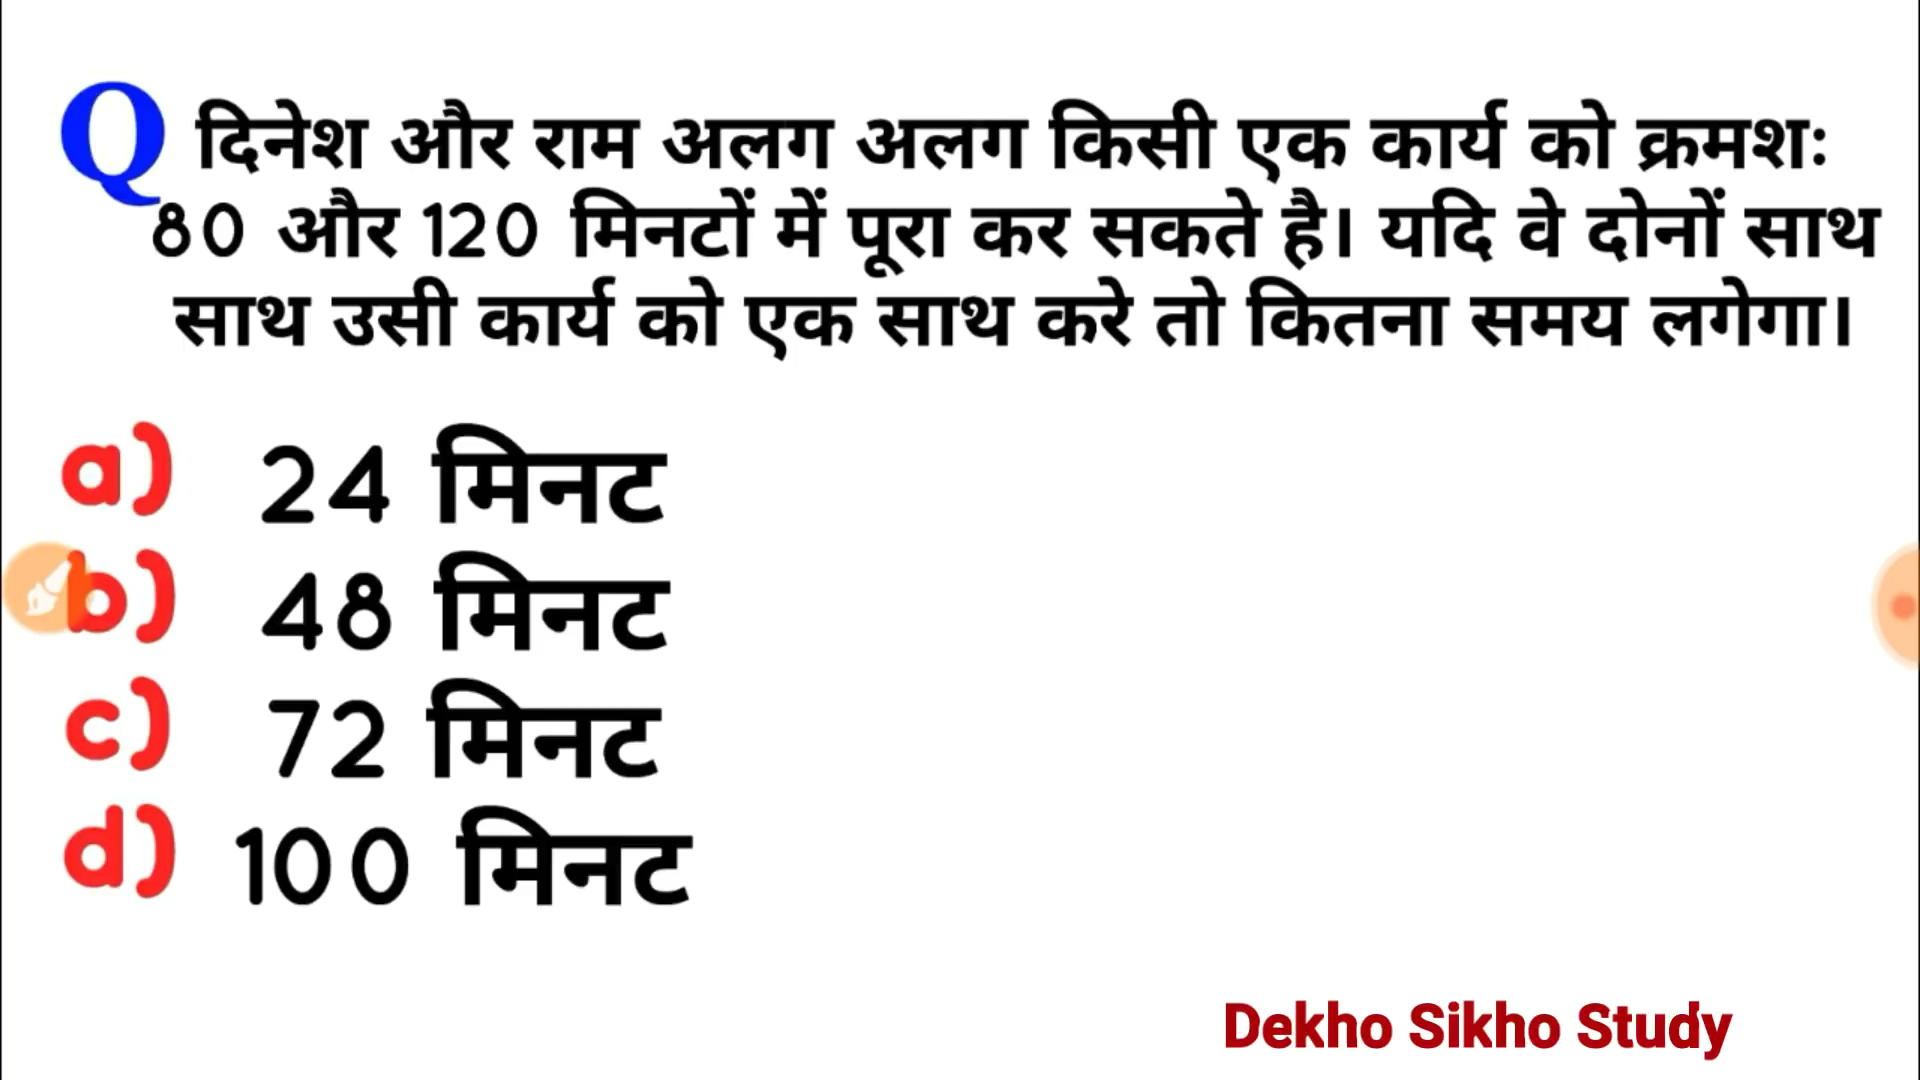 Q दिनेश और राम अलग अलग किसी एक कार्य को क्रमशः
80 और 120 मिनटों में पूरा कर सकते है। यदि वे दोनों साथ
साथ उसी कार्य को एक साथ करे तो कितना समय लगेगा।
a) 24 मिनट
b) 48 मिनट
c) 72 मिनट
d) 100 मिनट
Dekho Sikho Study